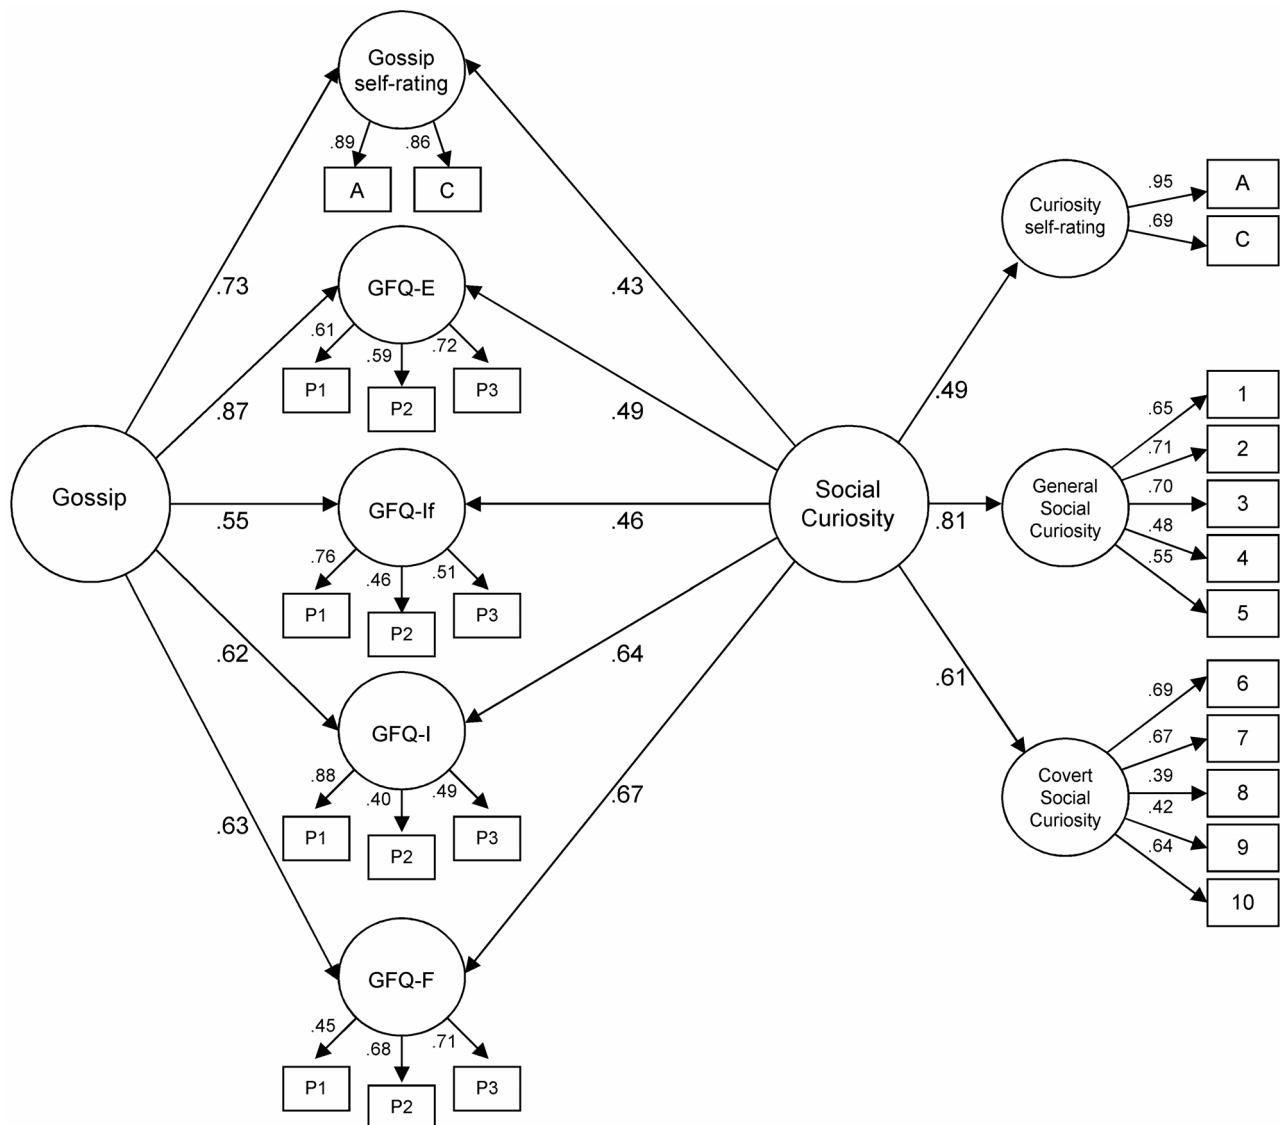 Gossip
self-rating
.89
.86
A
C
.73
.43
GFQ-E
.61
.59
.72
P1
P2
P3
.87
.49
Gossip
.55
GFQ-If
.46
.76
.46
.51
P1
P2
P3
Social
Curiosity
.62
.64
GFQ-I
.88
.40
.49
P1
P2
P3
.63
.67
GFQ-F
.45
.68
.71
P1
P2
P3
.49
Curiosity
self-rating
.95
.69
A
C
.81
General
Social
Curiosity
.65
.71
.70
.48
.55
1
2
3
4
5
.61
Covert
Social
Curiosity
.69
.67
.39
.42
.64
6
7
8
9
10